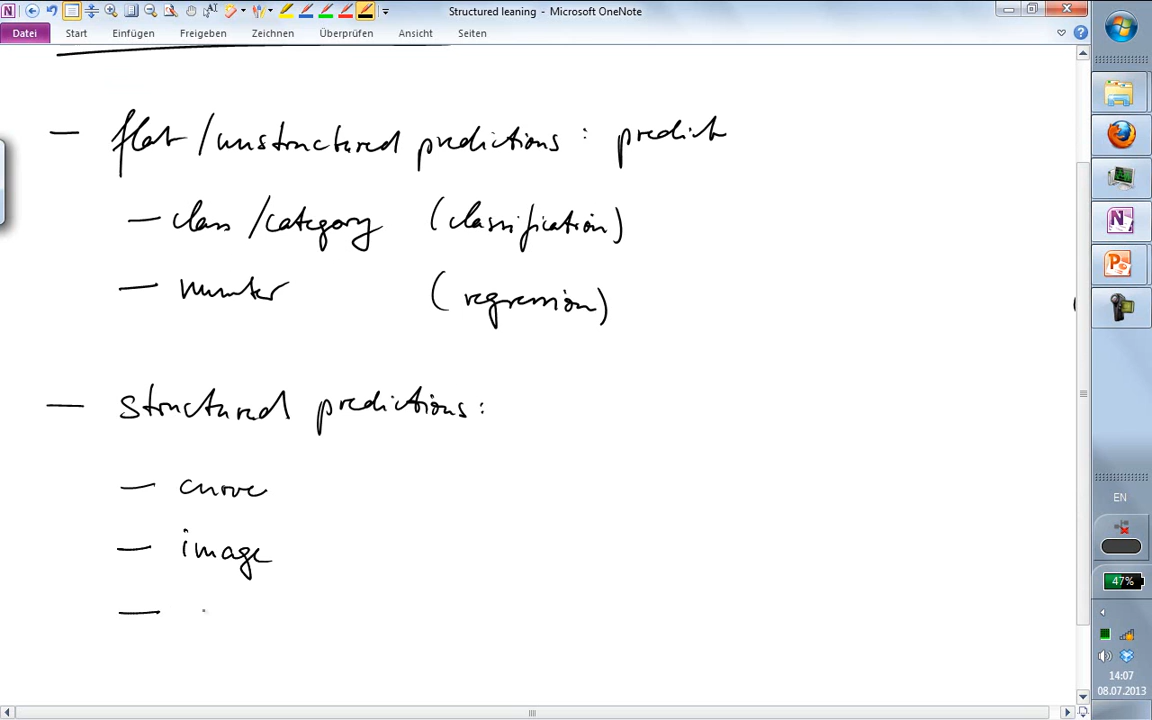 Structured leaning - Microsoft OneNote
Datei Start Einfügen Freigeben Zeichnen Überprüfen Ansicht Seiten
— flat/unstructured predictions: predict
— class/category (classification)
— number (regression)
— structured predictions:
— curve
— image
—
EN
47%
14:07
08.07.2013